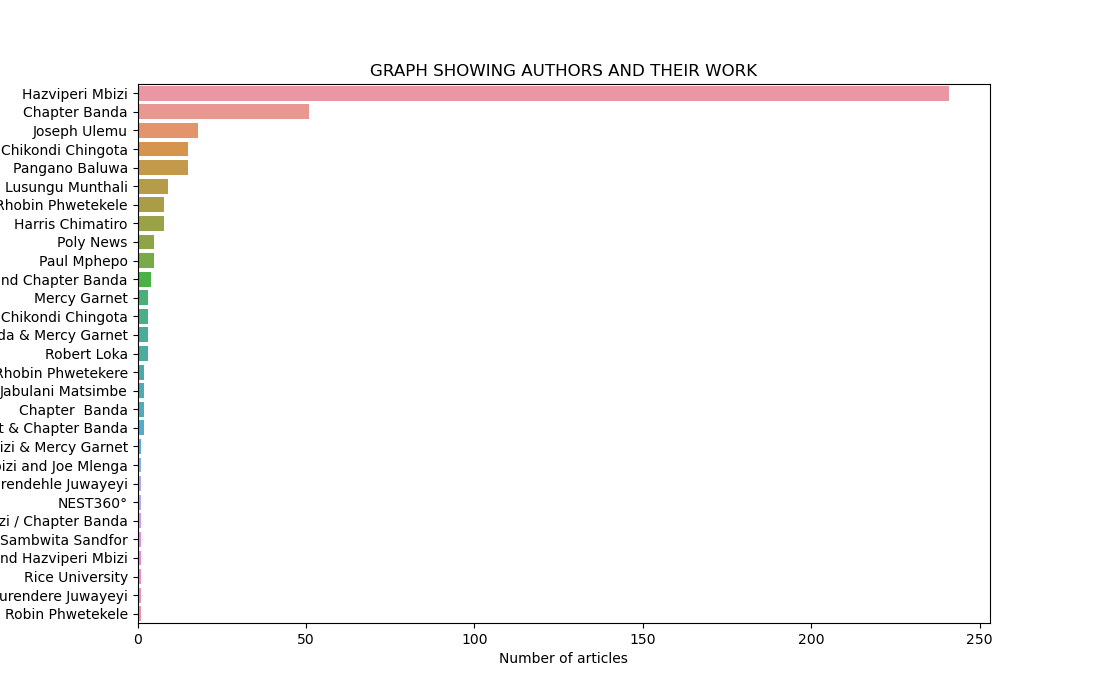 GRAPH SHOWING AUTHORS AND THEIR WORK
Hazviperi Mbizi
Chapter Banda
Joseph Ulemu
Chikondi Chingota
Pangano Baluwa
Lusungu Munthali
Rhobin Phwetekele
Harris Chimatiro
Poly News
Paul Mphepo
nd Chapter Banda
Mercy Garnet
Chikondi Chingota
da & Mercy Garnet
Robert Loka
Rhobin Phwetekere
Jabulani Matsimbe
Chapter  Banda
t & Chapter Banda
izi & Mercy Garnet
bizi and Joe Mlenga
rendehle Juwayeyi
NEST360°
zi / Chapter Banda
Sambwita Sandfor
nd Hazviperi Mbizi
Rice University
urendere Juwayeyi
Robin Phwetekele
0 50 100 150 200 250
Number of articles